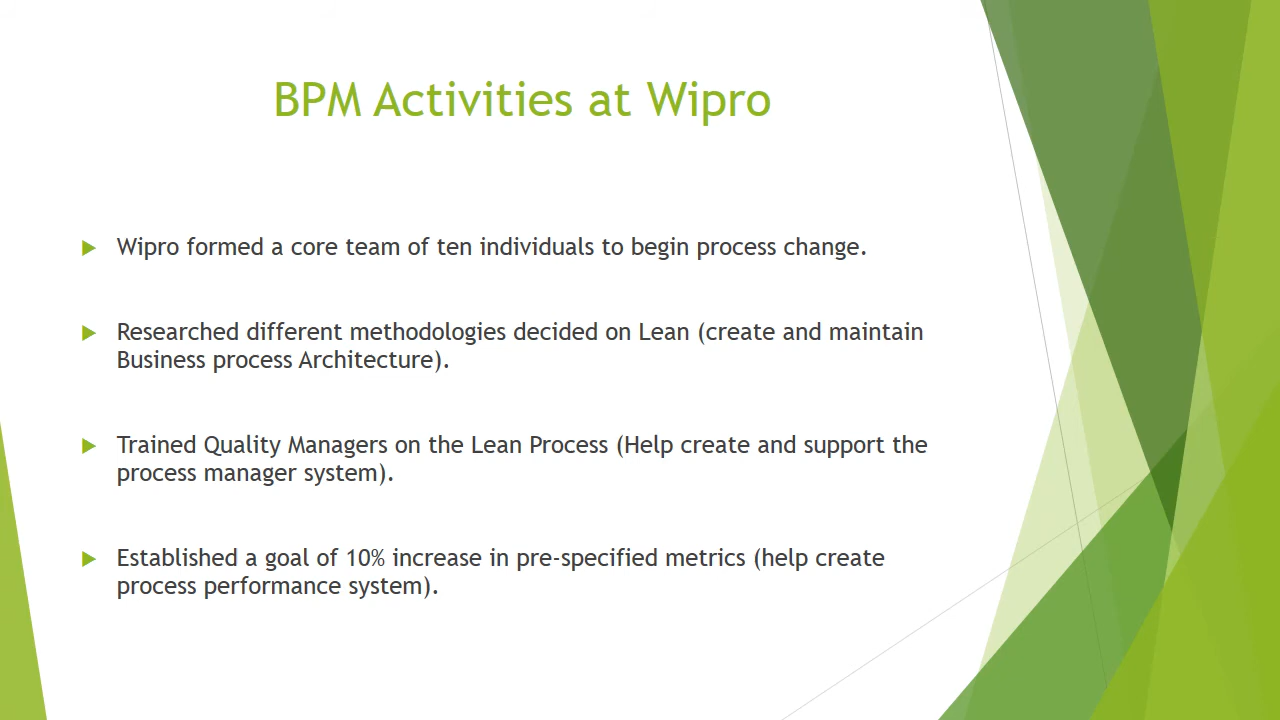 BPM Activities at Wipro
Wipro formed a core team of ten individuals to begin process change.
Researched different methodologies decided on Lean (create and maintain
Business process Architecture).
Trained Quality Managers on the Lean Process (Help create and support the
process manager system).
Established a goal of 10% increase in pre-specified metrics (help create
process performance system).